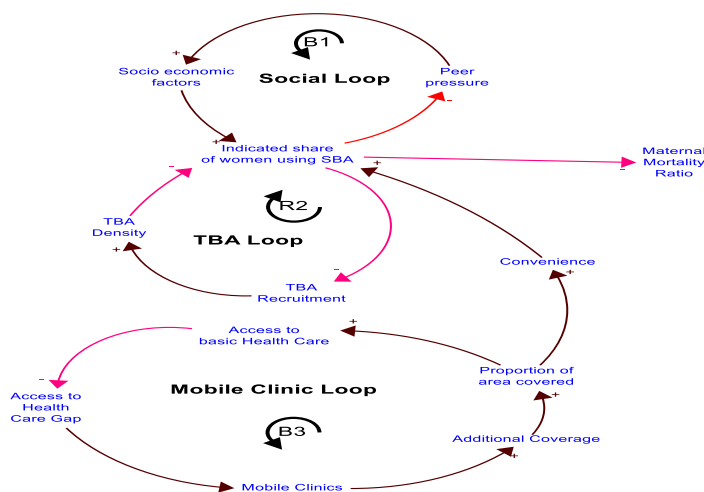 +
B1
Socio economic
factors
Social Loop
Peer
pressure
-
+
Indicated share
of women using SBA
+
-
Maternal
Mortality
Ratio
-
R2
TBA
Density
+
TBA Loop
Convenience
+
-
TBA
Recruitment
+
Access to
basic Health Care
Proportion of
area covered
+
-
Access to
Health
Care Gap
Mobile Clinic Loop
B3
Additional Coverage
+
Mobile Clinics